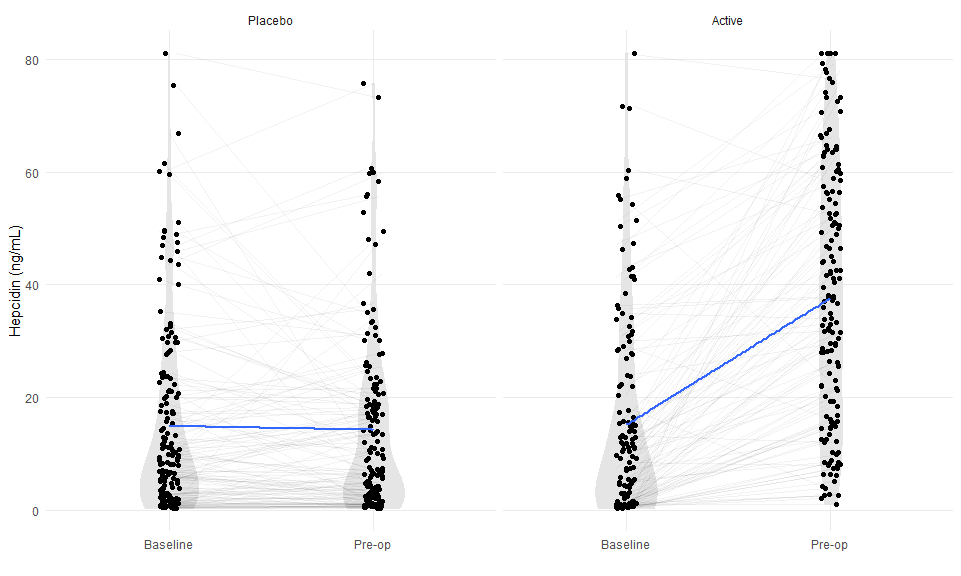 Placebo
Active
Hepcidin (ng/mL)
80
60
40
20
0
Baseline
Pre-op
Baseline
Pre-op